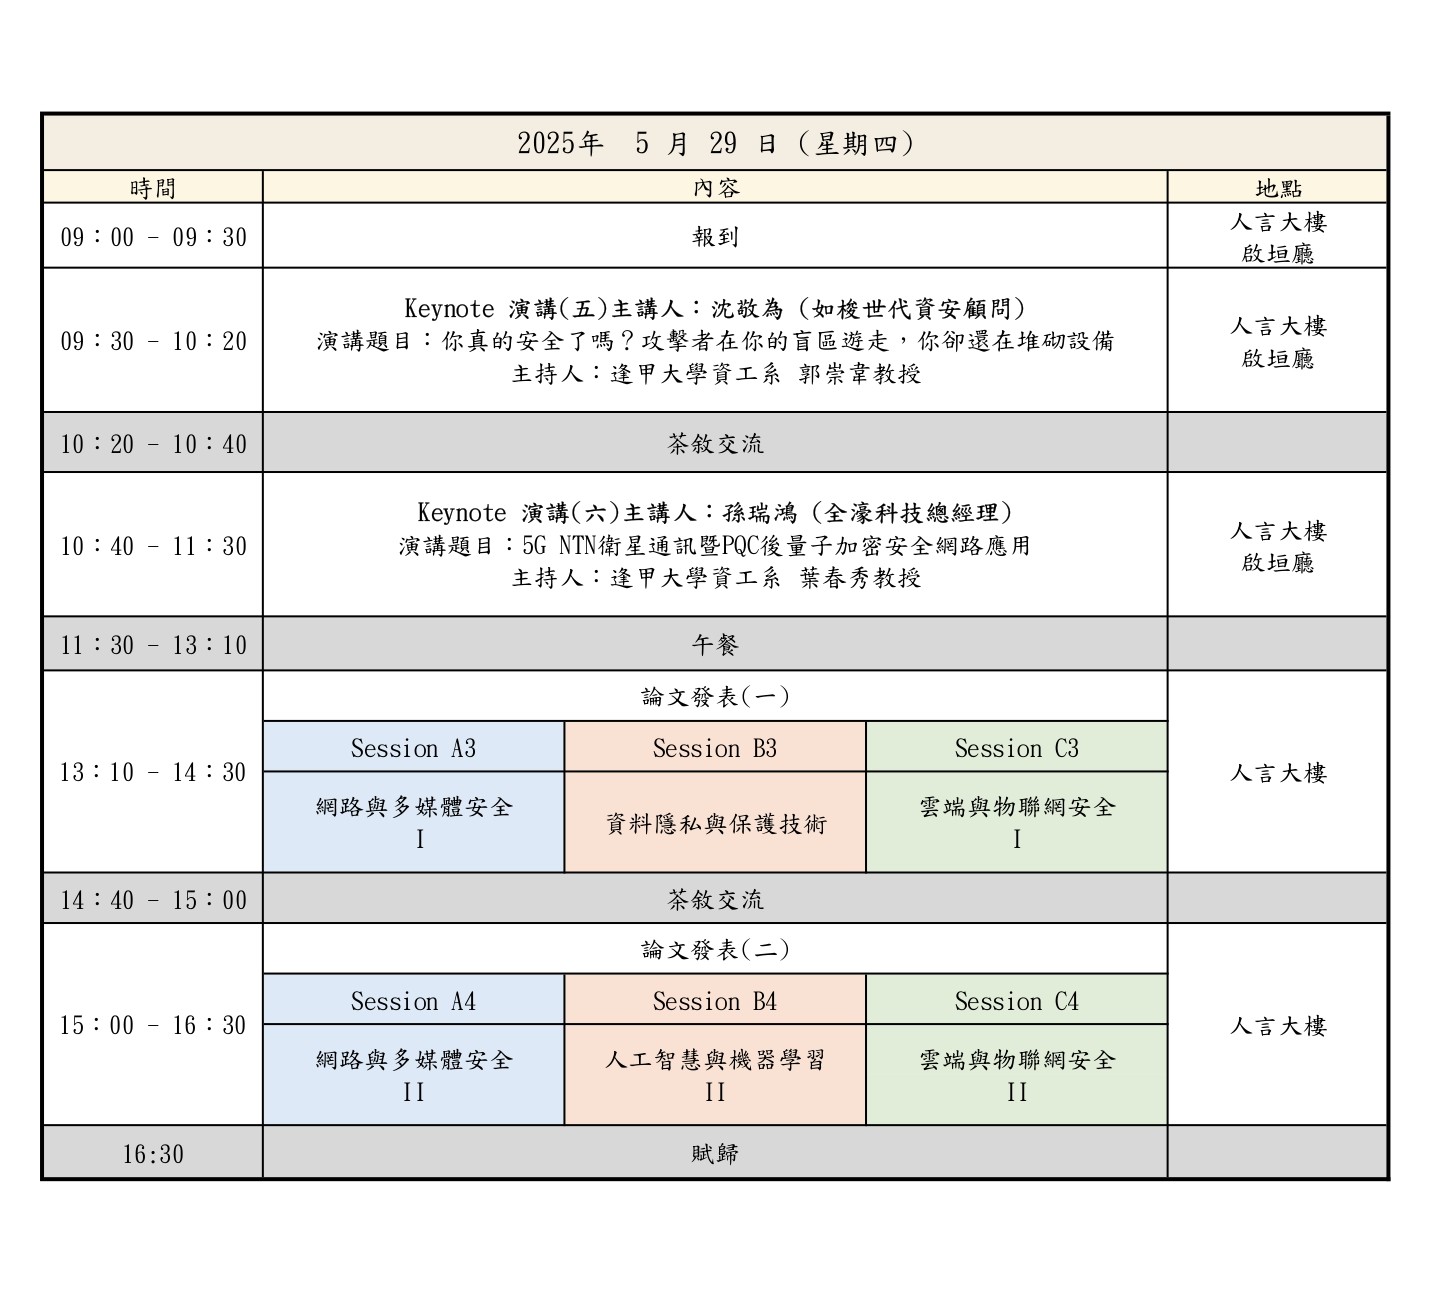 2025年 5 月 29 日 (星期四)
時間 內容 地點
09：00 - 09：30 報到 人言大樓
啟垣廳
Keynote 演講(五)主講人：沈敬為 (如梭世代資安顧問)
09：30 - 10：20 演講題目：你真的安全了嗎？攻擊者在你的盲區遊走，你卻還在堆砌設備 人言大樓
啟垣廳
主持人：逢甲大學資工系 郭崇韋教授
10：20 - 10：40 茶敘交流
Keynote 演講(六)主講人：孫瑞鴻 (全濠科技總經理)
10：40 - 11：30 演講題目：5G NTN衛星通訊暨PQC後量子加密安全網路應用 人言大樓
啟垣廳
主持人：逢甲大學資工系 葉春秀教授
11：30 - 13：10 午餐
論文發表(一)
Session A3 Session B3 Session C3
13：10 - 14：30 人言大樓
網路與多媒體安全
I
資料隱私與保護技術
雲端與物聯網安全
I
14：40 - 15：00 茶敘交流
論文發表(二)
Session A4 Session B4 Session C4
15：00 - 16：30 人言大樓
網路與多媒體安全
II
人工智慧與機器學習
II
雲端與物聯網安全
II
16:30 賦歸